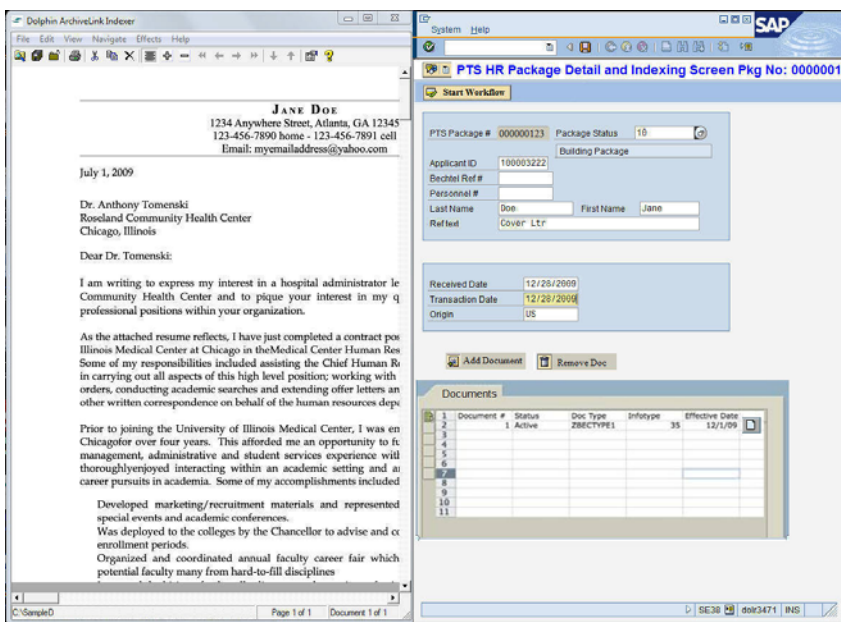 Dolphin ArchiveLink Indexer
File Edit View Navigate Effects Help
JANE DOE
1234 Anywhere Street, Atlanta, GA 12345
123-456-7890 home - 123-456-7891 cell
Email: myemailaddress@yahoo.com
July 1, 2009
Dr. Anthony Tomenski
Roseland Community Health Center
Chicago, Illinois
Dear Dr. Tomenski:
I am writing to express my interest in a hospital administrator le
Community Health Center and to pique your interest in my q
professional positions within your organization.
As the attached resume reflects, I have just completed a contract pos
Illinois Medical Center at Chicago in theMedical Center Human Res
Some of my responsibilities included assisting the Chief Human Re
in carrying out all aspects of this high level position; working with
orders, conducting academic searches and extending offer letters an
other written correspondence on behalf of the human resources depa
Prior to joining the University of Illinois Medical Center, I was en
Chicagofor over four years. This afforded me an opportunity to fu
management, administrative and student services experience with
thoroughlyenjoyed interacting within an academic setting and a
career pursuits in academia. Some of my accomplishments included
Developed marketing/recruitment materials and represented
special events and academic conferences.
Was deployed to the colleges by the Chancellor to advise and co
enrollment periods.
Organized and coordinated annual faculty career fair which
potential faculty many from hard-to-fill disciplines
C:\SampleD Page 1 of 1 Document 1 of 1
System Help
SAP
PTS HR Package Detail and Indexing Screen Pkg No: 0000001
Start Workflow
PTS Package # 000000123 Package Status 10
Building Package
Applicant ID 100003222
Bechtel Ref #
Personnel #
Last Name Doe First Name Jane
Ref text Cover Ltr
Received Date 12/28/2009
Transaction Date 12/28/2009
Origin US
Add Document Remove Doc
Documents
1 Document # Status Doc Type Infotype Effective Date
2 1 Active ZBECTYPE1 35 12/1/09
3
4
5
6
7
8
9
10
11
SE38 dolr3471 INS